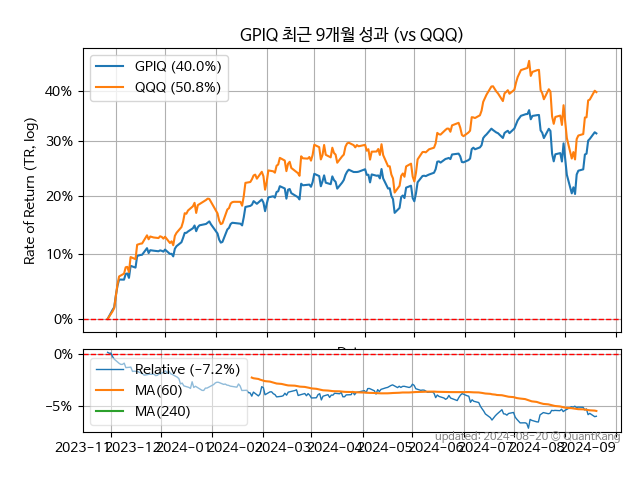 GPIQ 최근 9개월 성과 (vs QQQ)
GPIQ (40.0%)
QQQ (50.8%)
Rate of Return (TR, log)
40%
30%
20%
10%
0%
0%
−5%
Relative (−7.2%)
MA(60)
MA(240)
2023-11
2023-12
2024-01
2024-02
2024-03
2024-04
2024-05
2024-06
2024-07
2024-08
2024-09
updated: 2024-08-20 © QuantKang